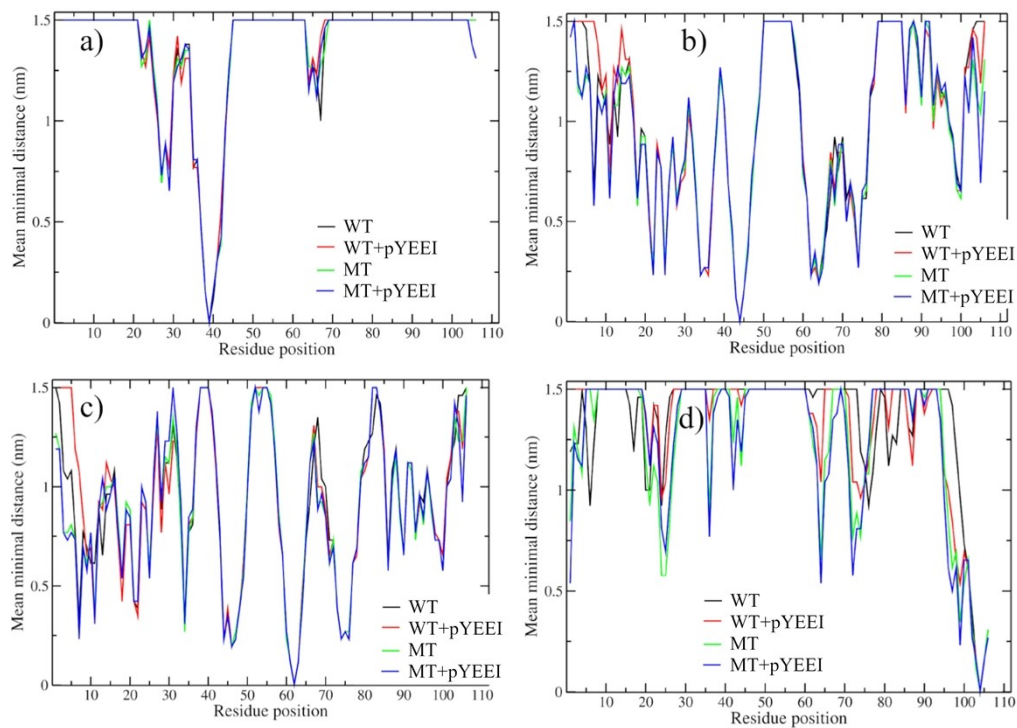 a)
Mean minimal distance (nm)
1.5
1
0.5
0
WT
WT+pYEEI
MT
MT+pYEEI
10 20 30 40 50 60 70 80 90 100 110
Residue position
b)
Mean minimal distance (nm)
1.5
1
0.5
0
WT
WT+pYEEI
MT
MT+pYEEI
10 20 30 40 50 60 70 80 90 100 110
Residue position
c)
Mean minimal distance (nm)
1.5
1
0.5
0
WT
WT+pYEEI
MT
MT+pYEEI
10 20 30 40 50 60 70 80 90 100 110
Residue position
d)
Mean minimal distance (nm)
1.5
1
0.5
0
WT
WT+pYEEI
MT
MT+pYEEI
10 20 30 40 50 60 70 80 90 100 110
Residue position